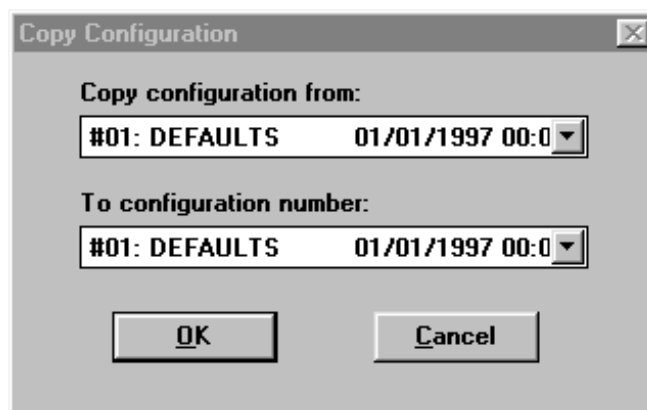 Copy Configuration
Copy configuration from:
#01: DEFAULTS 01/01/1997 00:0
To configuration number:
#01: DEFAULTS 01/01/1997 00:0
OK Cancel